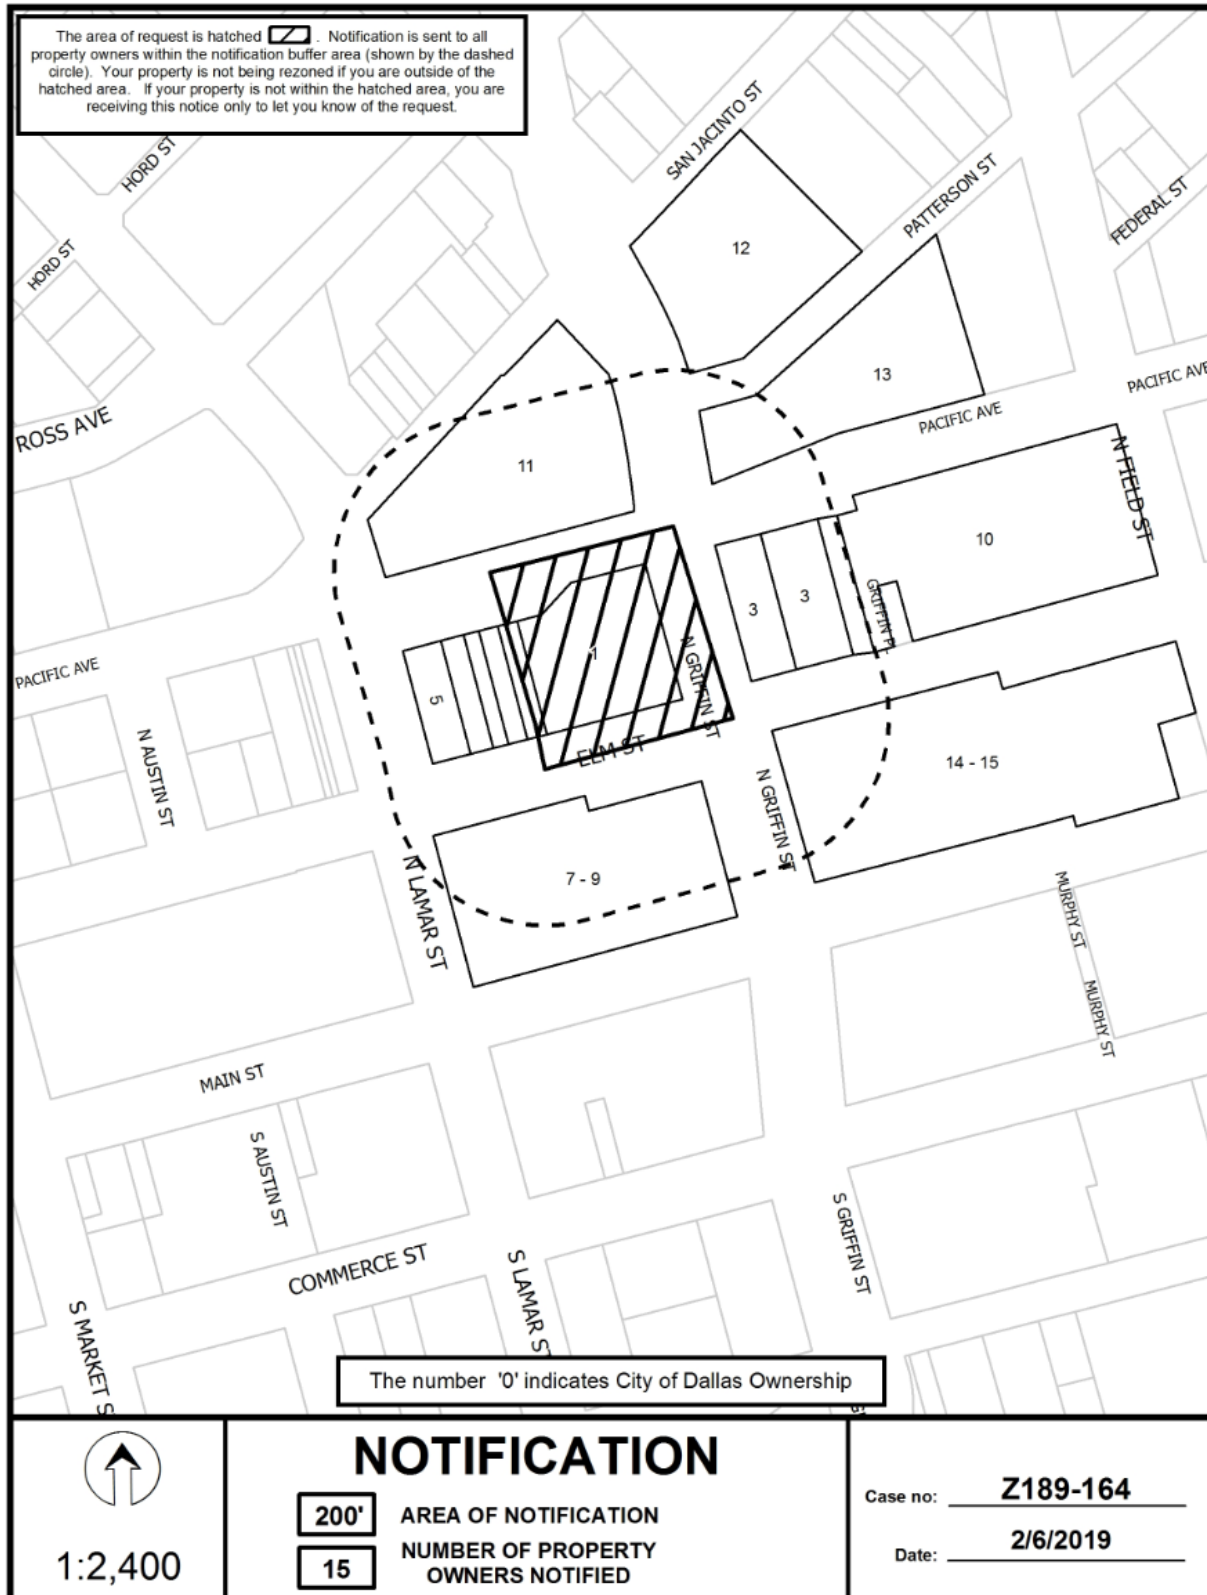 The area of request is hatched . Notification is sent to all
property owners within the notification buffer area (shown by the dashed
circle). Your property is not being rezoned if you are outside of the
hatched area. If your property is not within the hatched area, you are
receiving this notice only to let you know of the request.
HORD ST
SAN JACINTO ST
PATTERSON ST
FEDERAL ST
HORD ST
12
13
PACIFIC AVE
PACIFIC AVE
ROSS AVE
11
N FIELD ST
10
GRIFFIN PL
3
3
1
N GRIFFIN ST
PACIFIC AVE
5
N AUSTIN ST
ELM ST
14 - 15
N GRIFFIN ST
7 - 9
N LAMAR ST
MURPHY ST
MURPHY ST
MAIN ST
S AUSTIN ST
S GRIFFIN ST
COMMERCE ST
S LAMAR ST
S MARKET S
The number '0' indicates City of Dallas Ownership
1:2,400
NOTIFICATION
200' AREA OF NOTIFICATION
15 NUMBER OF PROPERTY
OWNERS NOTIFIED
Case no: Z189-164
Date: 2/6/2019